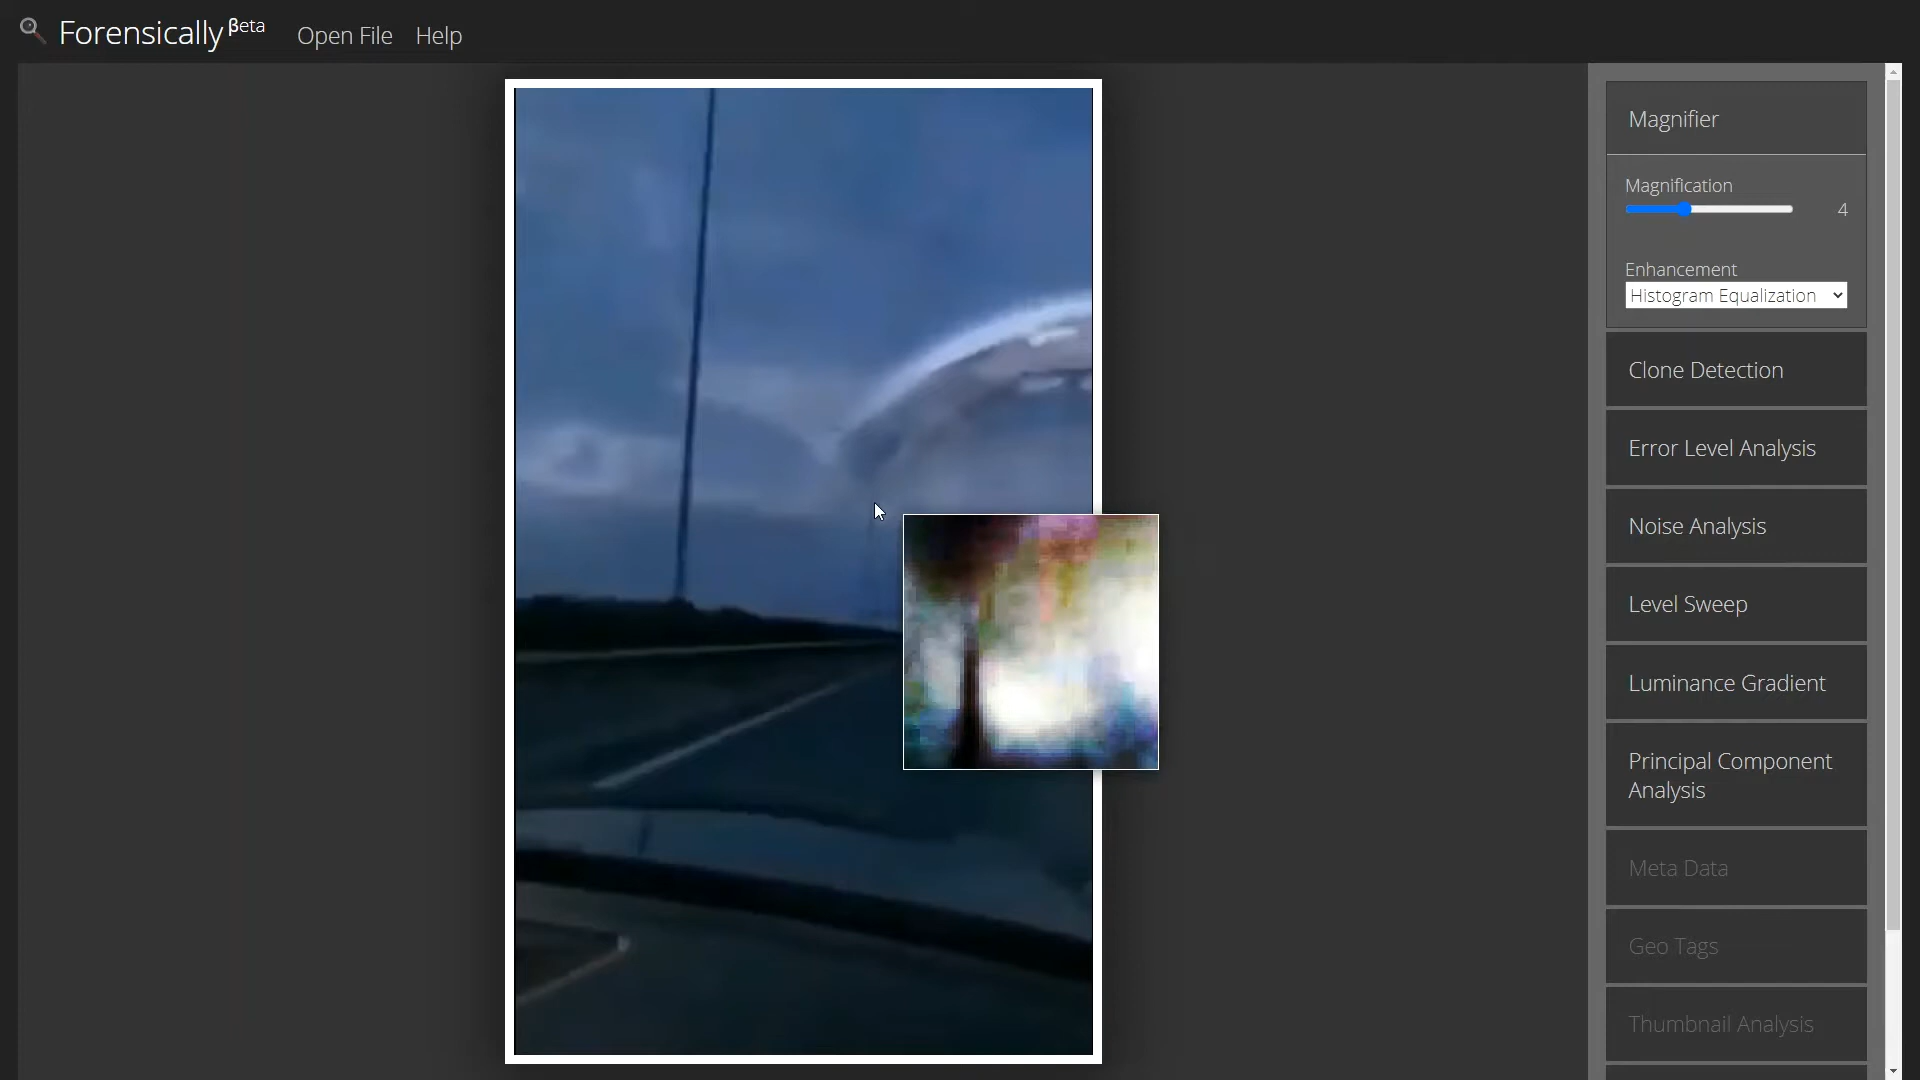 Forensically βeta
Open File
Help
Magnifier
Magnification
4
Enhancement
Histogram Equalization
Clone Detection
Error Level Analysis
Noise Analysis
Level Sweep
Luminance Gradient
Principal Component
Analysis
Meta Data
Geo Tags
Thumbnail Analysis